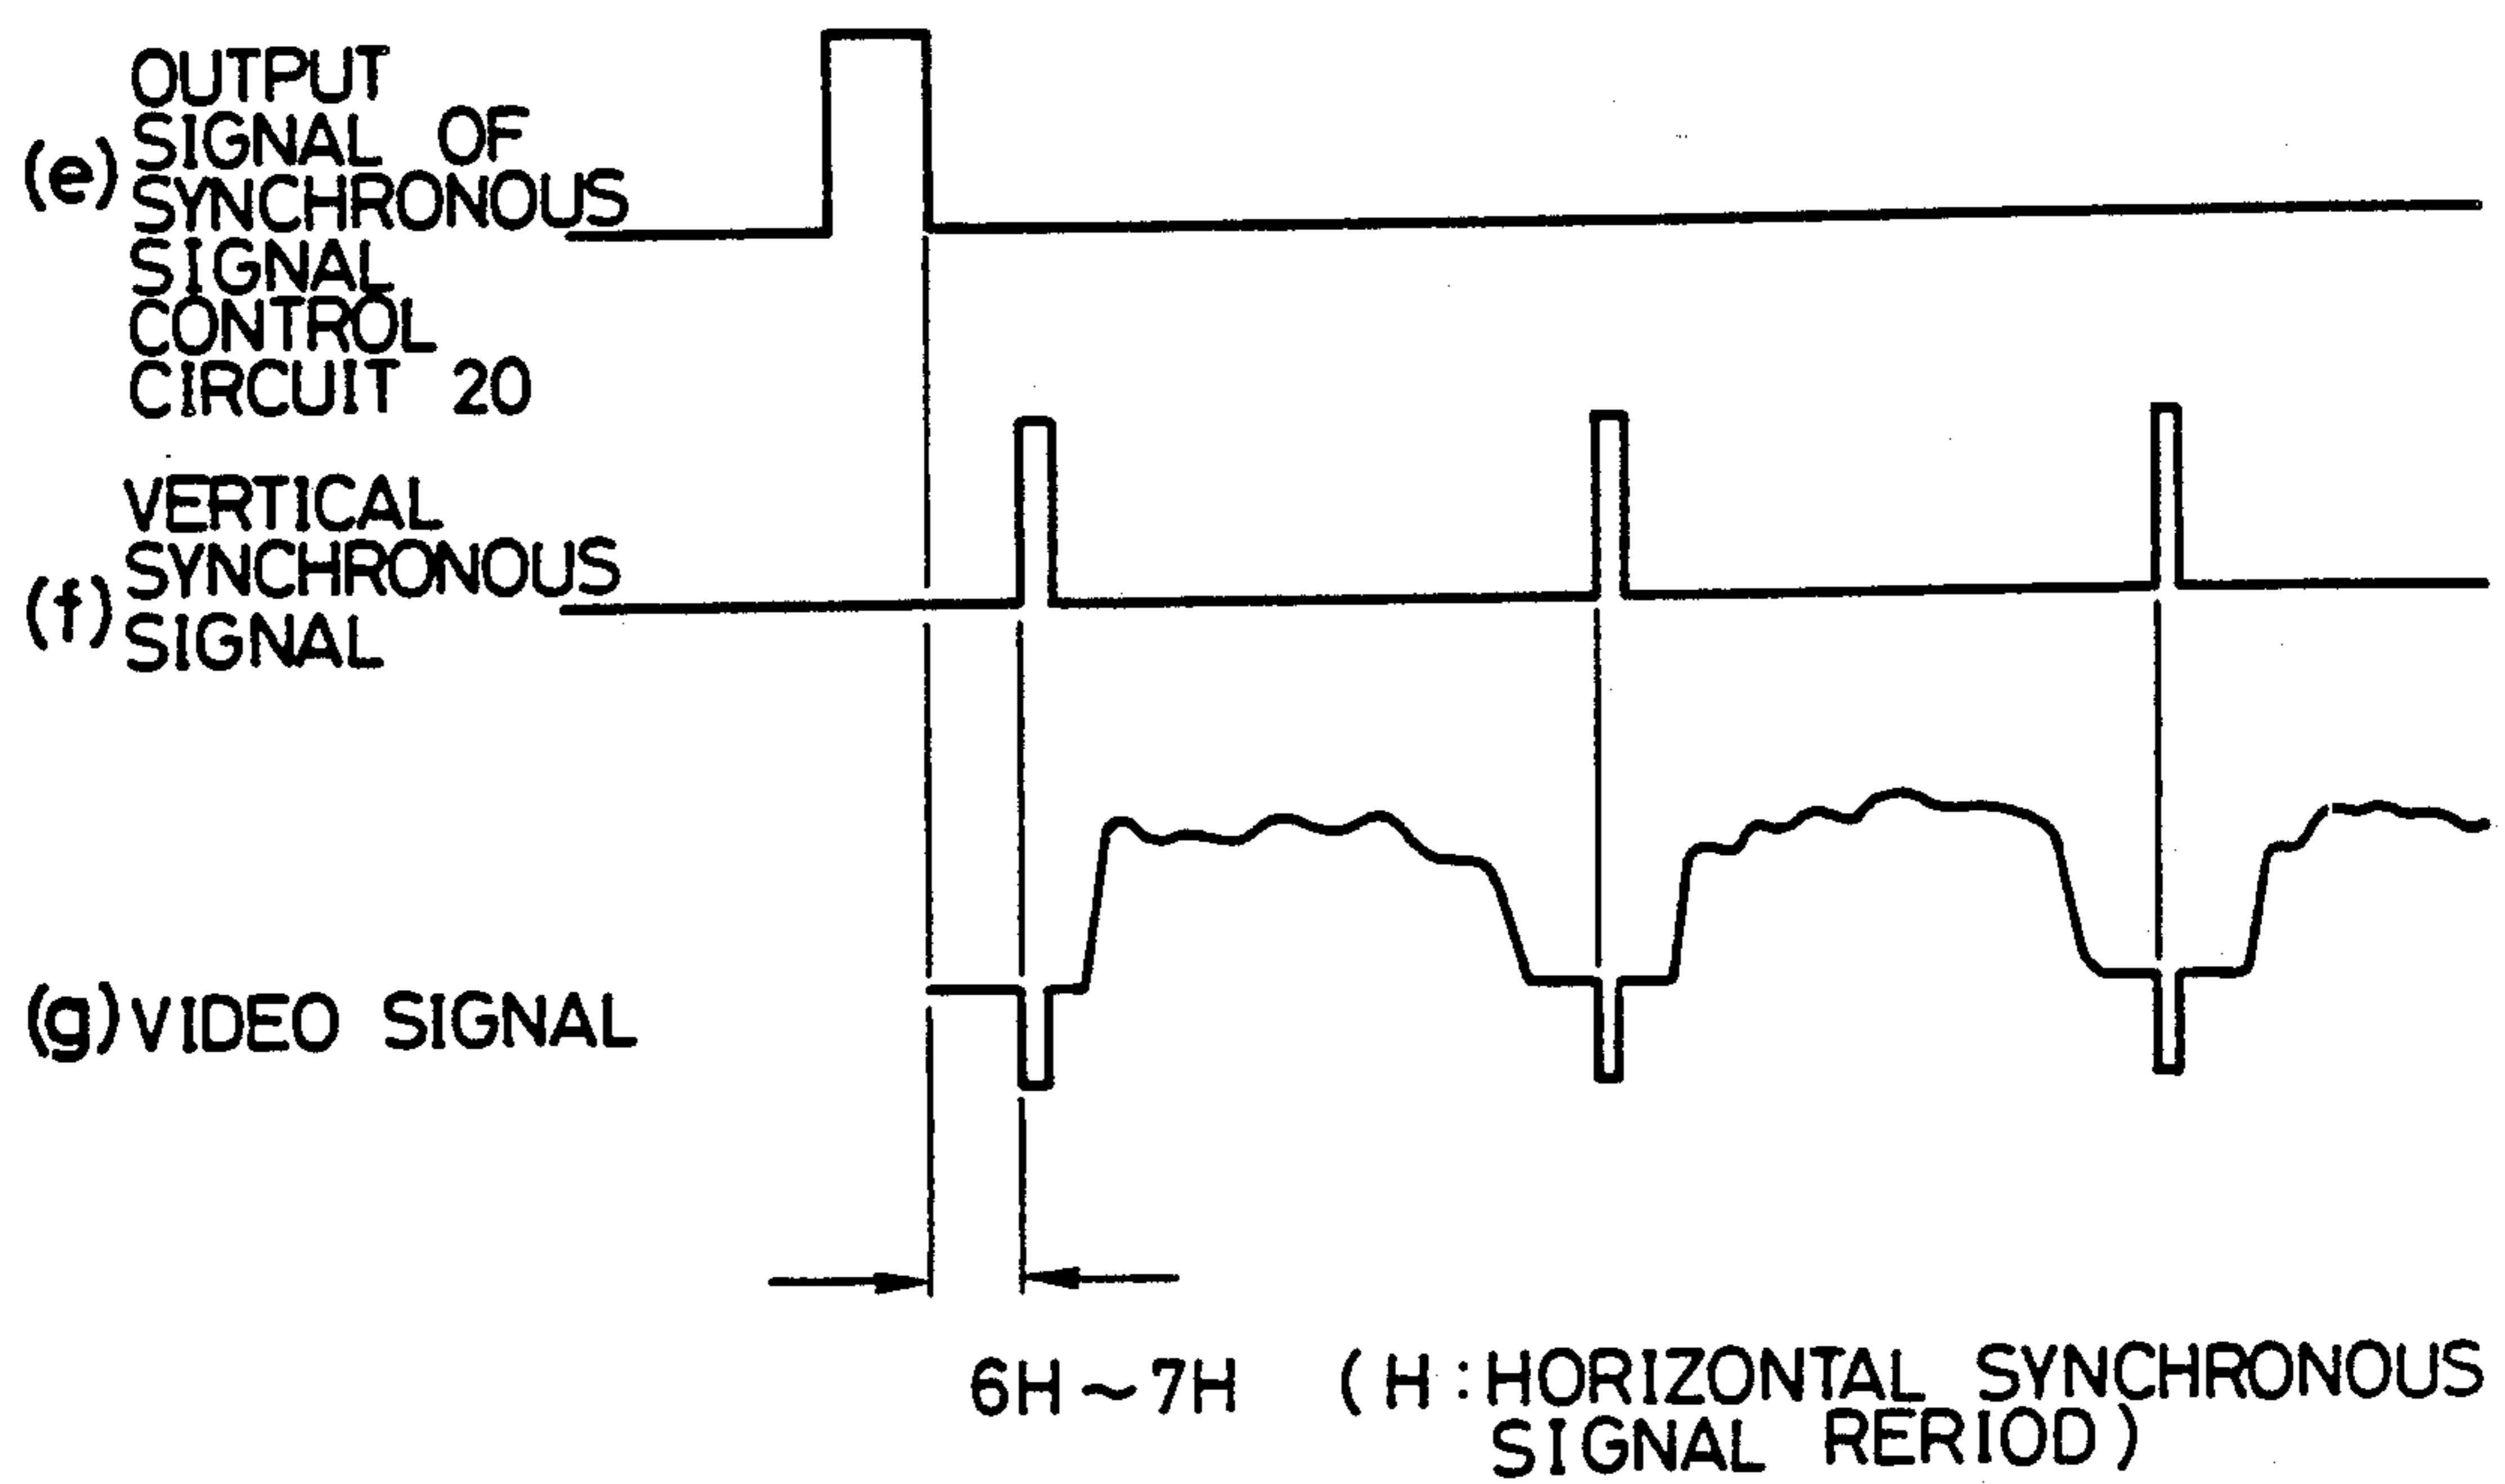 (e) OUTPUT
SIGNAL OF
SYNCHRONOUS
SIGNAL
CONTROL
CIRCUIT 20
(f) VERTICAL
SYNCHRONOUS
SIGNAL
(g) VIDEO SIGNAL
6H~7H (H:HORIZONTAL SYNCHRONOUS
SIGNAL RERIOD)